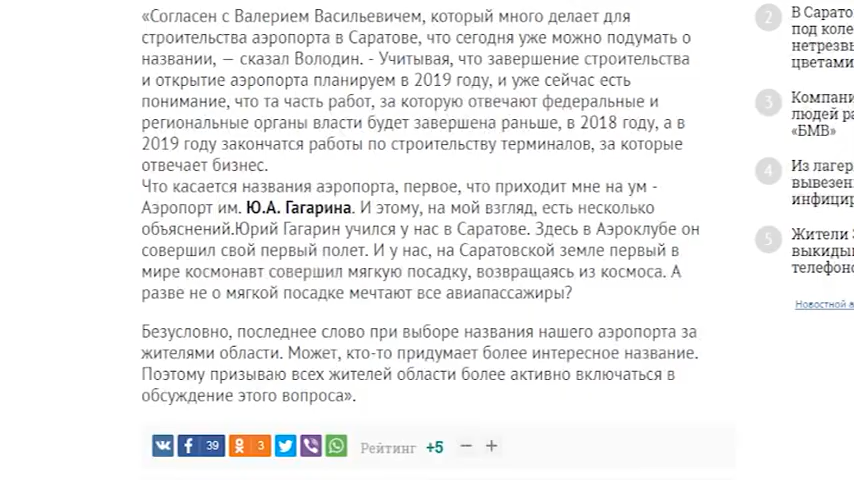 «Согласен с Валерием Васильевичем, который много делает для
строительства аэропорта в Саратове, что сегодня уже можно подумать о
названии, — сказал Володин. - Учитывая, что завершение строительства
и открытие аэропорта планируем в 2019 году, и уже сейчас есть
понимание, что та часть работ, за которую отвечают федеральные и
региональные органы власти будет завершена раньше, в 2018 году, а в
2019 году закончатся работы по строительству терминалов, за которые
отвечает бизнес.
Что касается названия аэропорта, первое, что приходит мне на ум -
Аэропорт им. Ю.А. Гагарина. И этому, на мой взгляд, есть несколько
объяснений.Юрий Гагарин учился у нас в Саратове. Здесь в Аэроклубе он
совершил свой первый полет. И у нас, на Саратовской земле первый в
мире космонавт совершил мягкую посадку, возвращаясь из космоса. А
разве не о мягкой посадке мечтают все авиапассажиры?
Безусловно, последнее слово при выборе названия нашего аэропорта за
жителями области. Может, кто-то придумает более интересное название.
Поэтому призываю всех жителей области более активно включаться в
обсуждение этого вопроса».
39 3 Рейтинг +5 − +
2 В Сарато
под коле
нетрезвы
цветами
3 Компани
людей ра
«БМВ»
4 Из лагер
вывезен
инфицир
5 Жители
выкиды
телефон
Новостной а